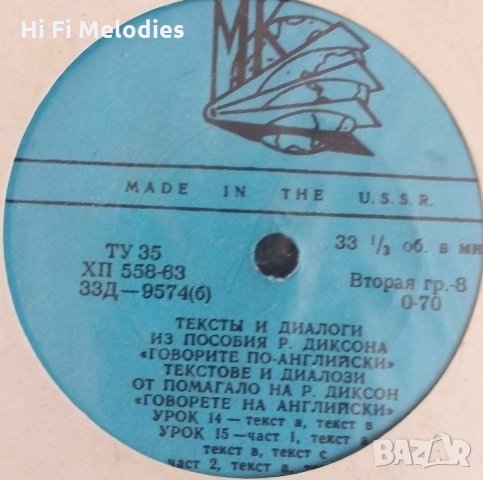 Hi Fi Melodies
МК
MADE IN THE U.S.S.R.
ТУ 35
ХП 558-63
33Д—9574(б)
33 1/3 об. в
Вторая гр.-8
0-70
ТЕКСТЫ И ДИАЛОГИ
ИЗ ПОСОБИЯ Р. ДИКСОНА
«ГОВОРИТЕ ПО-АНГЛИЙСКИ»
ТЕКСТОВЕ И ДИАЛОЗИ
ОТ ПОМАГАЛО НА Р. ДИКСОН
«ГОВОРЕТЕ НА АНГЛИЙСКИ»
УРОК 14 — текст а, текст в
УРОК 15 —част 1, текст а
текст в, текст с
част 2, текст а,
BAZAR